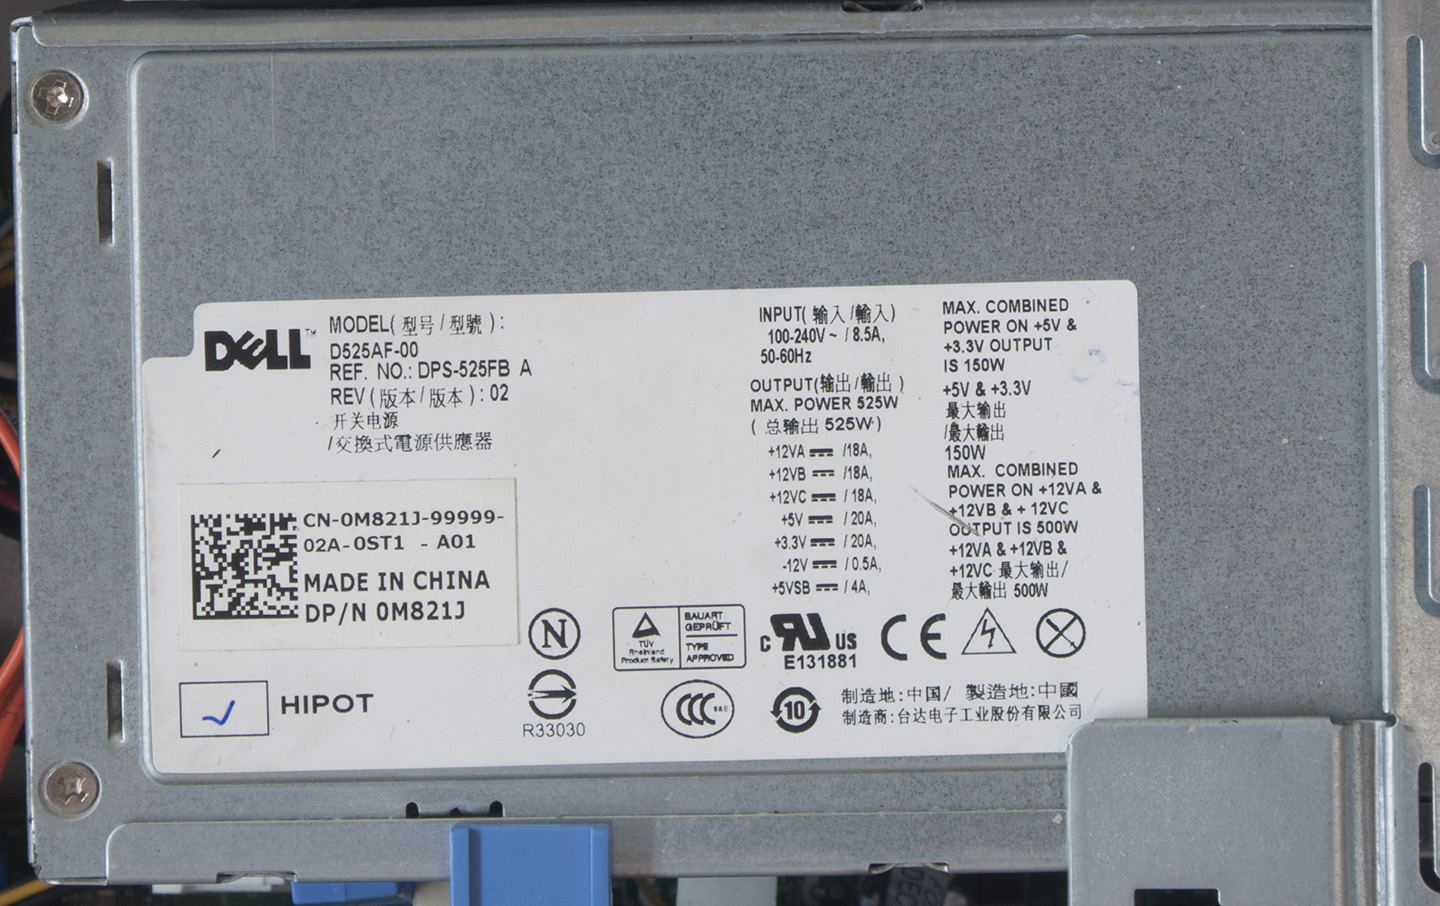 DELL™
MODEL(型号/型號):
D525AF-00
REF. NO.: DPS-525FB A
REV(版本/版本): 02
开关电源
/交換式電源供應器
CN-0M821J-99999-
02A-0ST1 - A01
MADE IN CHINA
DP/N 0M821J
HIPOT
N
R33030
INPUT(输入/輸入)
100-240V~ / 8.5A,
50-60Hz
OUTPUT(输出/輸出)
MAX. POWER 525W
(总输出 525W)
+12VA ⎓ /18A,
+12VB ⎓ /18A,
+12VC ⎓ /18A,
+5V ⎓ /20A,
+3.3V ⎓ /20A,
-12V ⎓ /0.5A,
+5VSB ⎓ /4A,
MAX. COMBINED
POWER ON +5V &
+3.3V OUTPUT
IS 150W
+5V & +3.3V
最大输出
/最大輸出
150W
MAX. COMBINED
POWER ON +12VA &
+12VB & + 12VC
OUTPUT IS 500W
+12VA & +12VB &
+12VC 最大输出/
最大輸出 500W
TÜV
Rheinland
Product Safety
BAUART
GEPRÜFT
TYPE
APPROVED
c RU US
E131881
CE
CCC S&E
10
制造地:中国/ 製造地:中國
制造商:台达电子工业股份有限公司